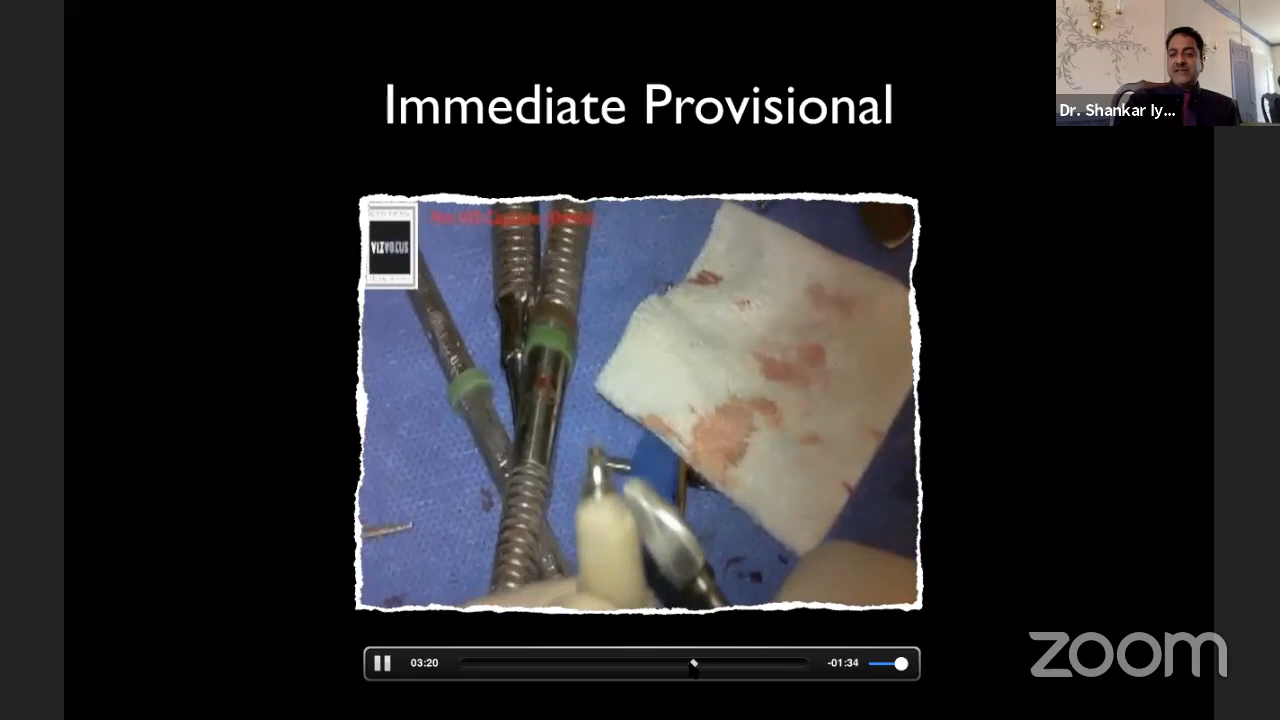 Immediate Provisional
Dr. Shankar Iy...
VIZVOCUS
03:20
-01:34
zoom